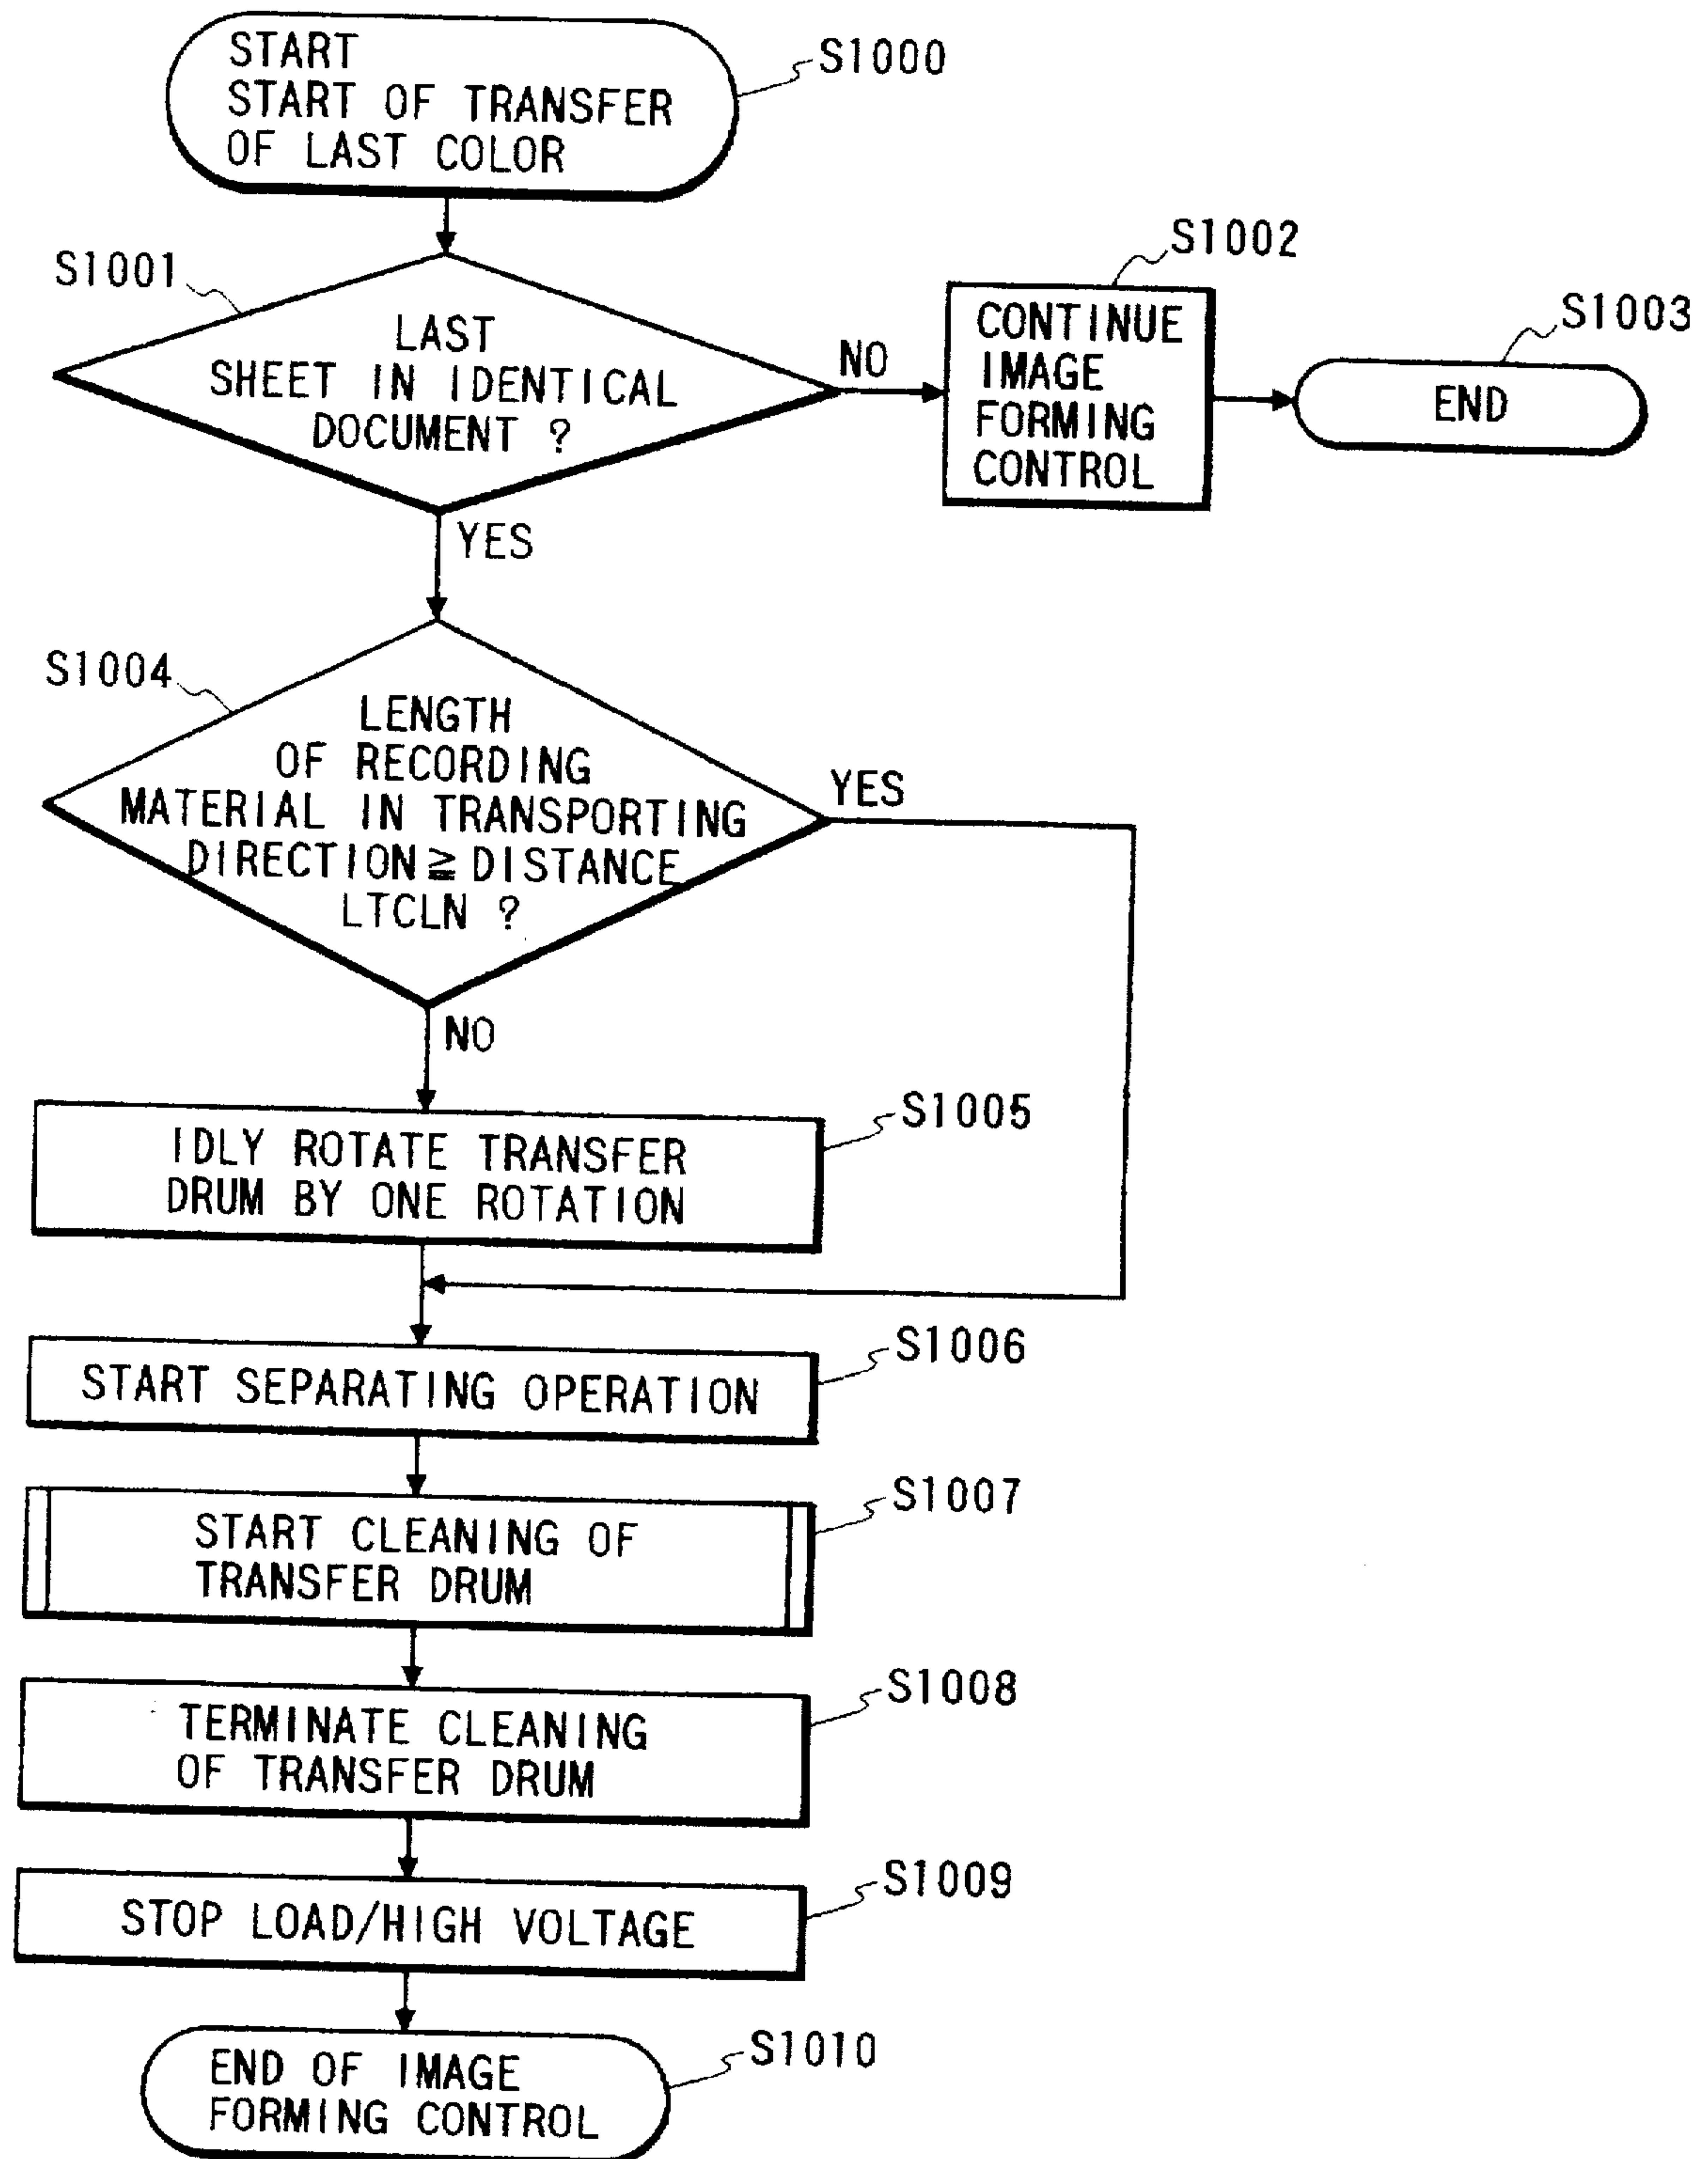 START
START OF TRANSFER
OF LAST COLOR
S1000
S1001
LAST
SHEET IN IDENTICAL
DOCUMENT ?
NO
S1002
CONTINUE
IMAGE
FORMING
CONTROL
S1003
END
YES
S1004
LENGTH
OF RECORDING
MATERIAL IN TRANSPORTING
DIRECTION ≧ DISTANCE
LTCLN ?
YES
NO
S1005
IDLY ROTATE TRANSFER
DRUM BY ONE ROTATION
S1006
START SEPARATING OPERATION
S1007
START CLEANING OF
TRANSFER DRUM
S1008
TERMINATE CLEANING
OF TRANSFER DRUM
S1009
STOP LOAD/HIGH VOLTAGE
S1010
END OF IMAGE
FORMING CONTROL